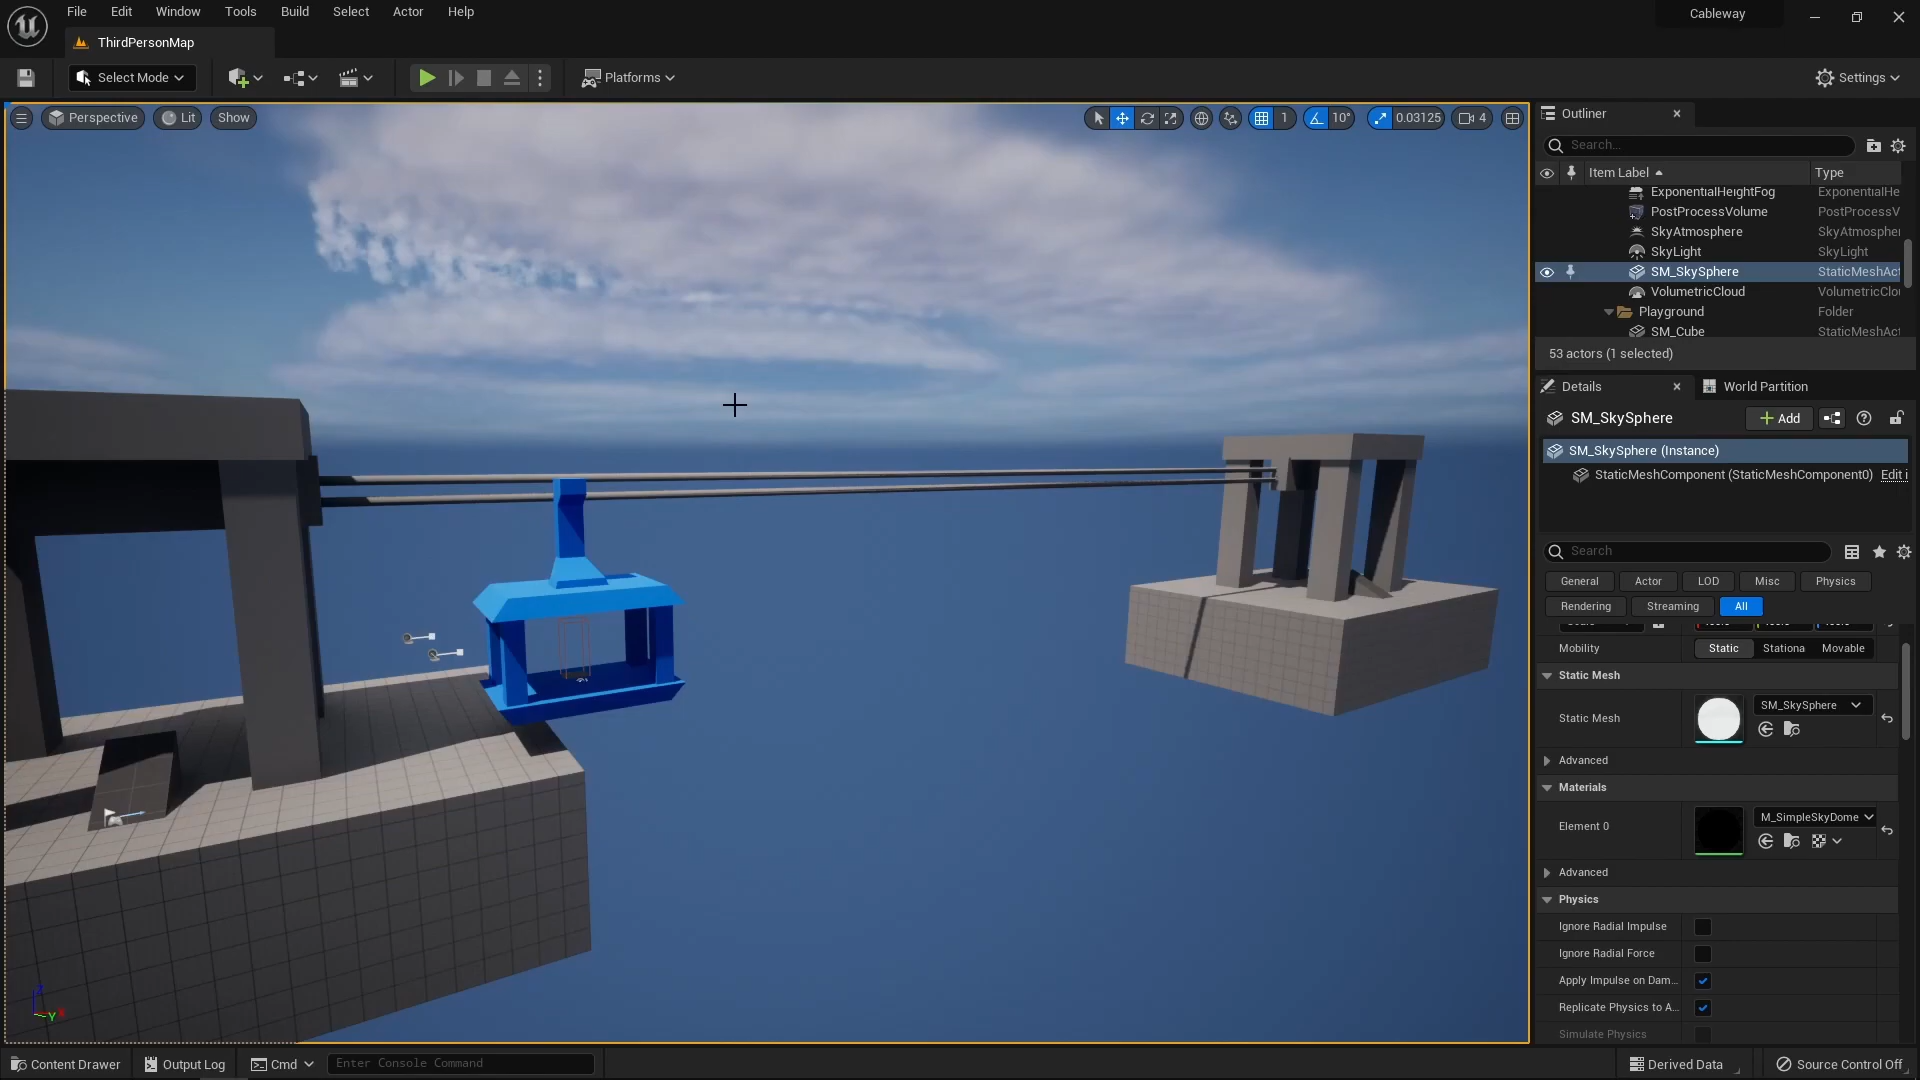 File Edit Window Tools Build Select Actor Help
Cableway
ThirdPersonMap
Select Mode
Platforms
Settings
Perspective
Lit
Show
1
10°
0.03125
4
Outliner
Search...
Item Label
Type
ExponentialHeightFog ExponentialHe
PostProcessVolume PostProcessV
SkyAtmosphere SkyAtmospher
SkyLight SkyLight
SM_SkySphere StaticMeshAct
VolumetricCloud VolumetricClou
Playground Folder
SM_Cube StaticMeshAct
53 actors (1 selected)
Details
World Partition
SM_SkySphere
Add
SM_SkySphere (Instance)
StaticMeshComponent (StaticMeshComponent0) Edit i
Search
General Actor LOD Misc Physics
Rendering Streaming All
Mobility Static Stationa Movable
Static Mesh
Static Mesh
SM_SkySphere
Advanced
Materials
Element 0
M_SimpleSkyDome
Advanced
Physics
Ignore Radial Impulse
Ignore Radial Force
Apply Impulse on Dam...
Replicate Physics to A...
Simulate Physics
Z
X
Y
Content Drawer
Output Log
Cmd
Enter Console Command
Derived Data
Source Control Off